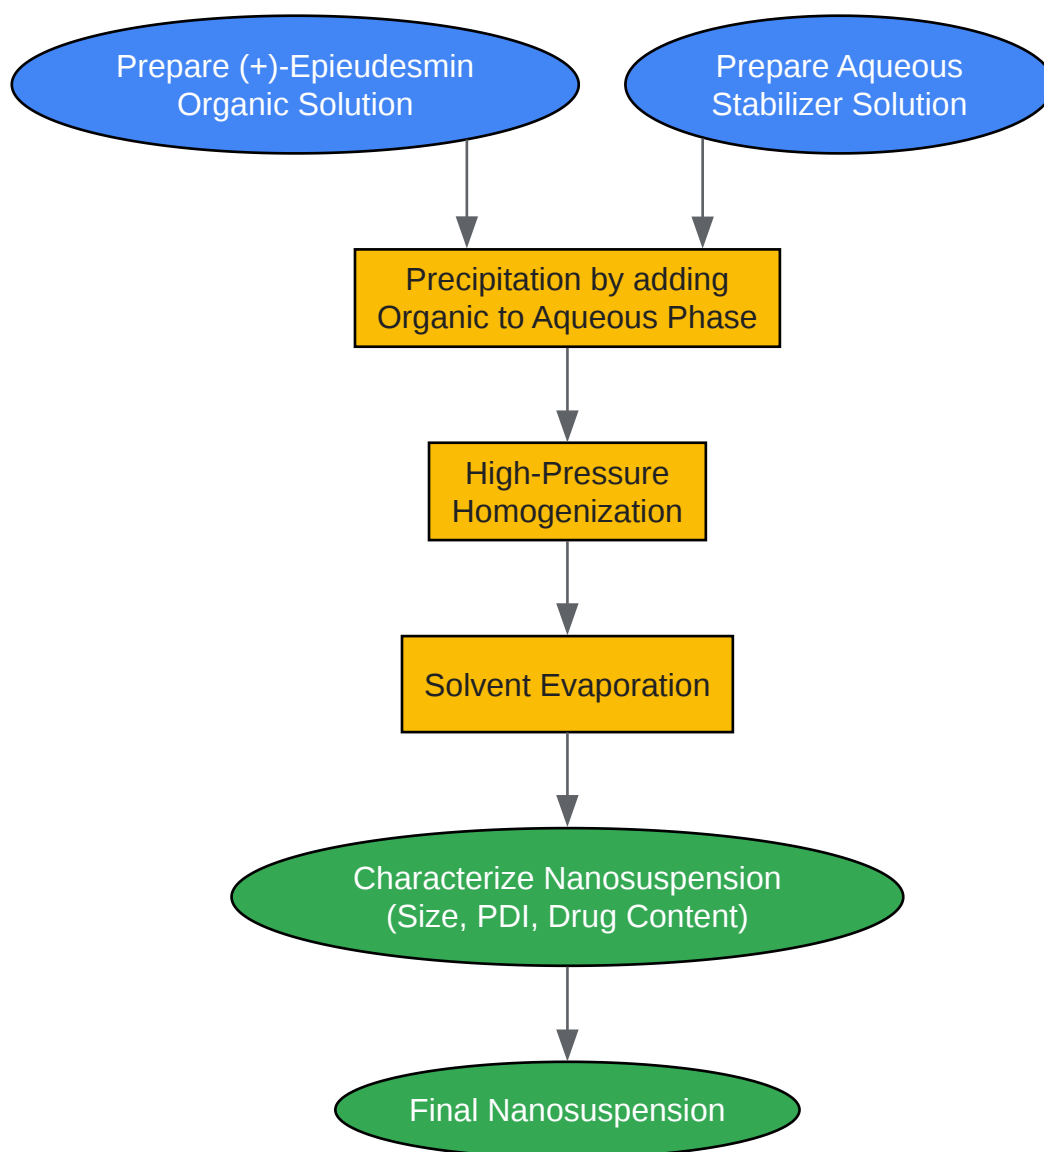 Prepare (+)-Epieudesmin
Organic Solution
Prepare Aqueous
Stabilizer Solution
Precipitation by adding
Organic to Aqueous Phase
High-Pressure
Homogenization
Solvent Evaporation
Characterize Nanosuspension
(Size, PDI, Drug Content)
Final Nanosuspension